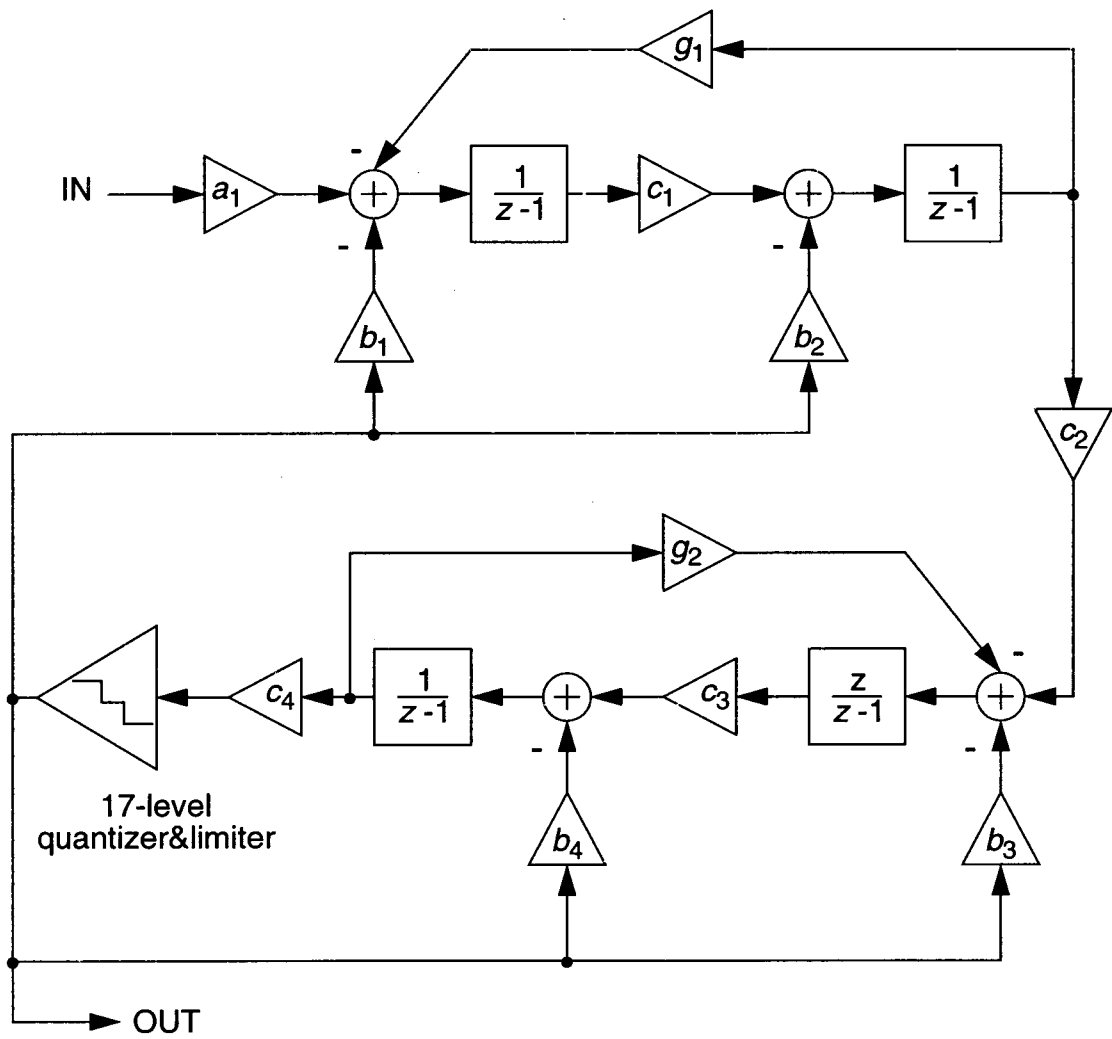 g1
-
IN
a1
+
1
z -1
c1
+
1
z -1
-
-
b1
b2
c2
g2
-
c4
1
z -1
+
c3
z
z -1
+
-
-
17-level
quantizer&limiter
b4
b3
OUT